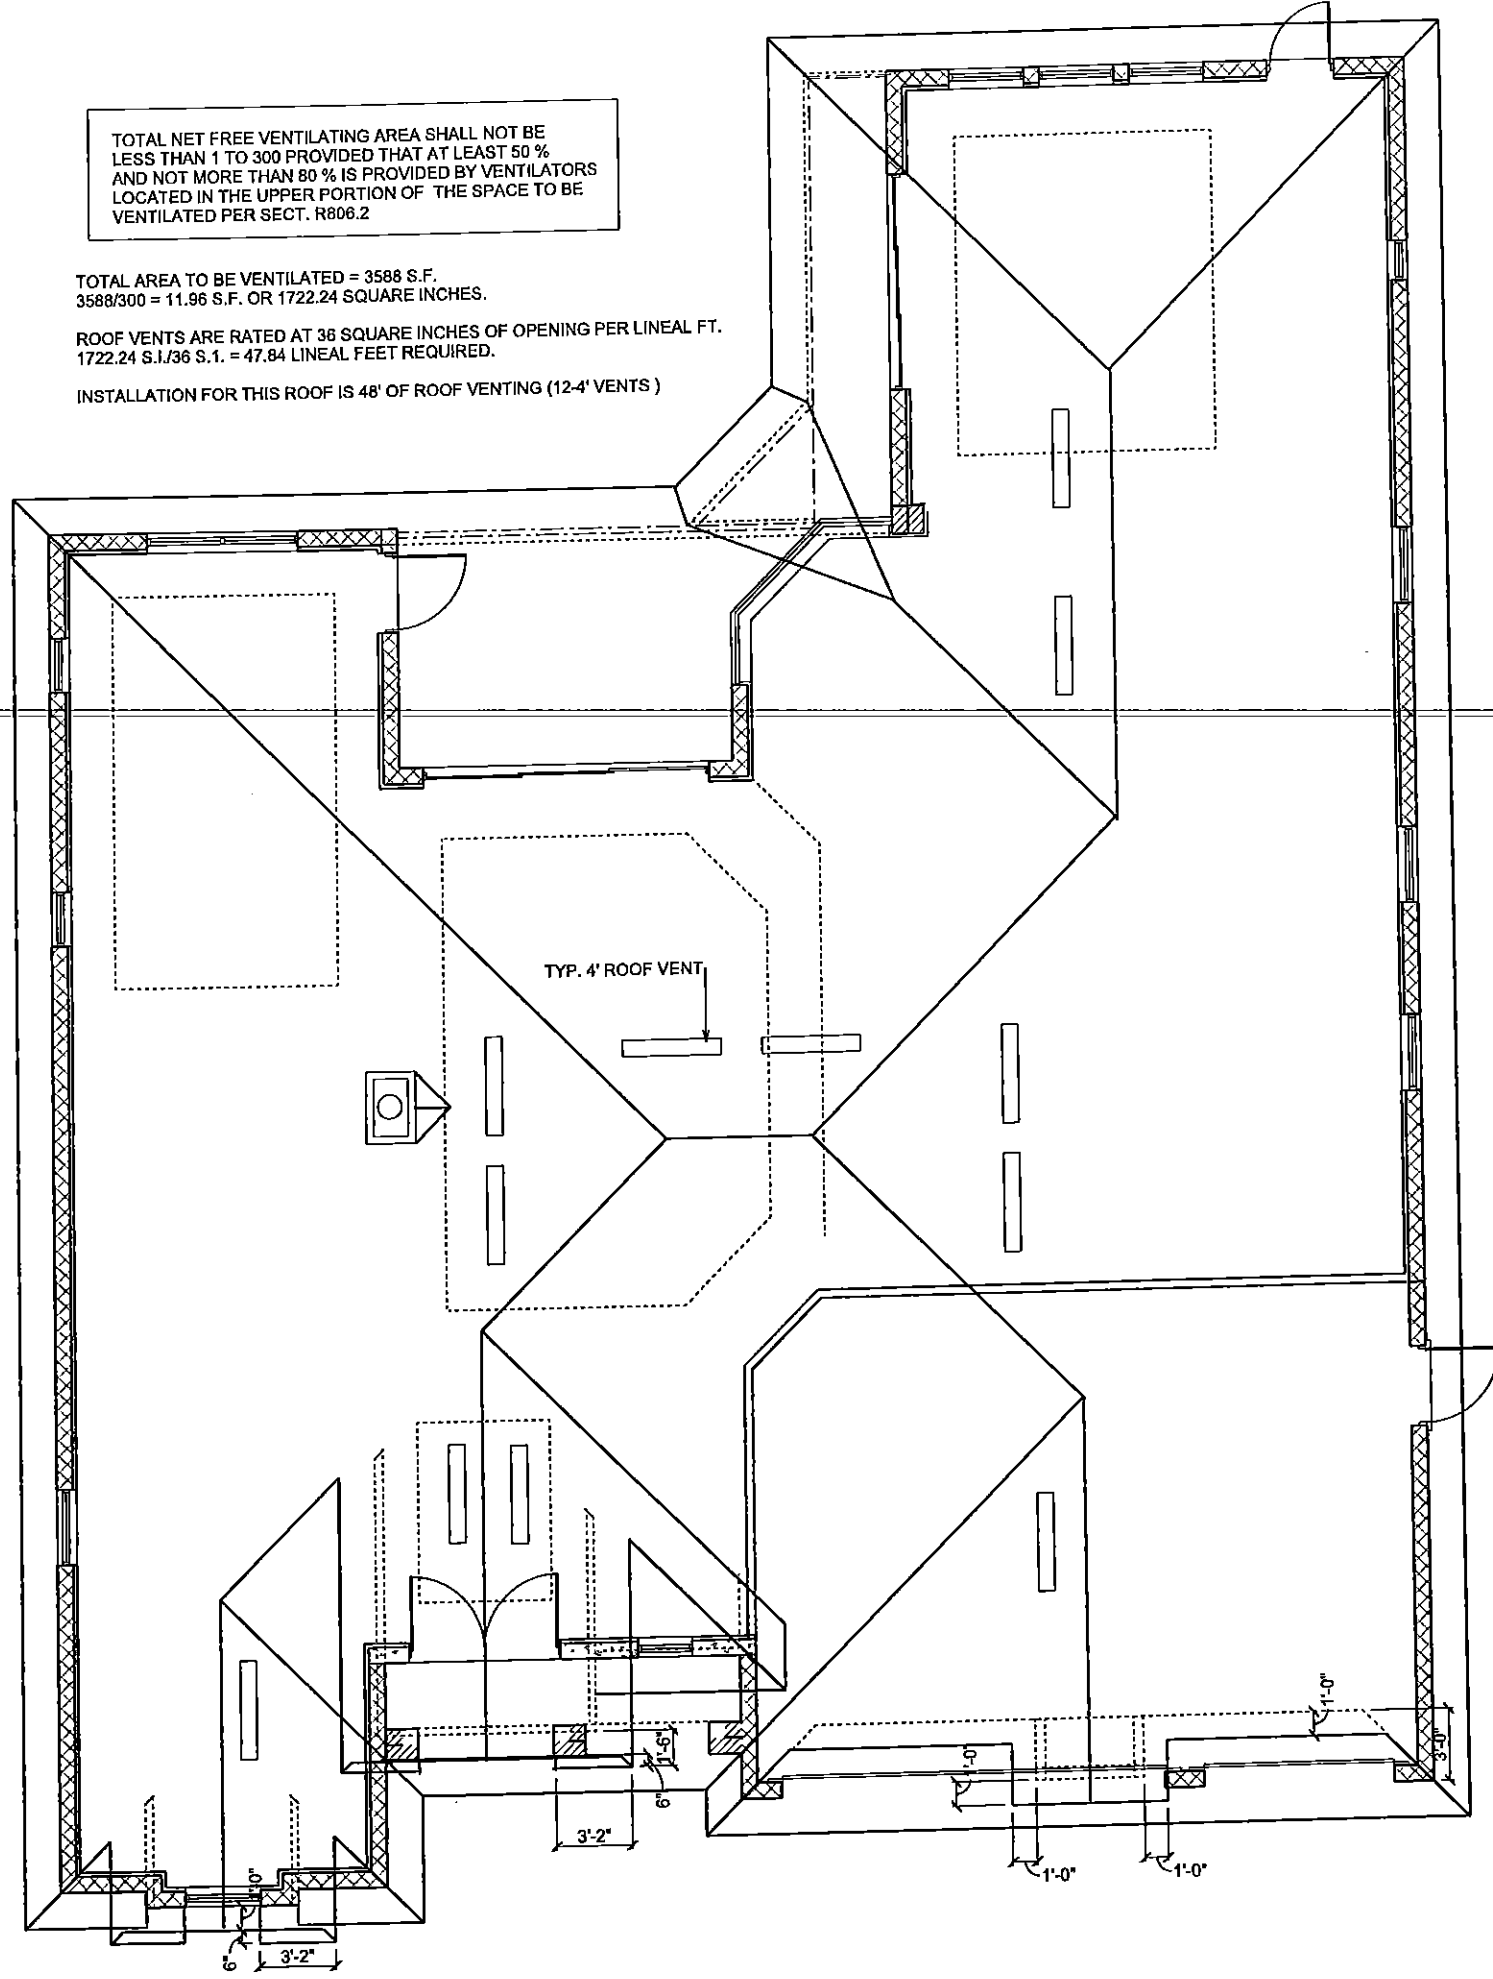 TOTAL NET FREE VENTILATING AREA SHALL NOT BE
LESS THAN 1 TO 300 PROVIDED THAT AT LEAST 50 %
AND NOT MORE THAN 80 % IS PROVIDED BY VENTILATORS
LOCATED IN THE UPPER PORTION OF THE SPACE TO BE
VENTILATED PER SECT. R806.2
TOTAL AREA TO BE VENTILATED = 3588 S.F.
3588/300 = 11.96 S.F. OR 1722.24 SQUARE INCHES.
ROOF VENTS ARE RATED AT 36 SQUARE INCHES OF OPENING PER LINEAL FT.
1722.24 S.I./36 S.1. = 47.84 LINEAL FEET REQUIRED.
INSTALLATION FOR THIS ROOF IS 48' OF ROOF VENTING (12-4' VENTS )
TYP. 4' ROOF VENT
1'-0"
3'-0"
1'-6"
6"
3'-2"
1'-0"
1'-0"
6"
3'-2"